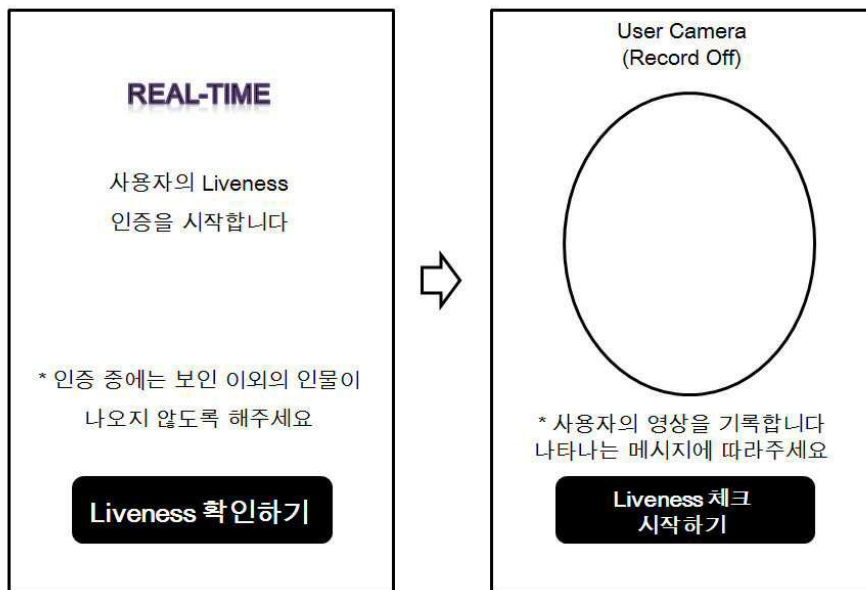 REAL-TIME
사용자의 Liveness
인증을 시작합니다
* 인증 중에는 보인 이외의 인물이
나오지 않도록 해주세요
Liveness 확인하기
User Camera
(Record Off)
* 사용자의 영상을 기록합니다
나타나는 메시지에 따라주세요
Liveness 체크
시작하기